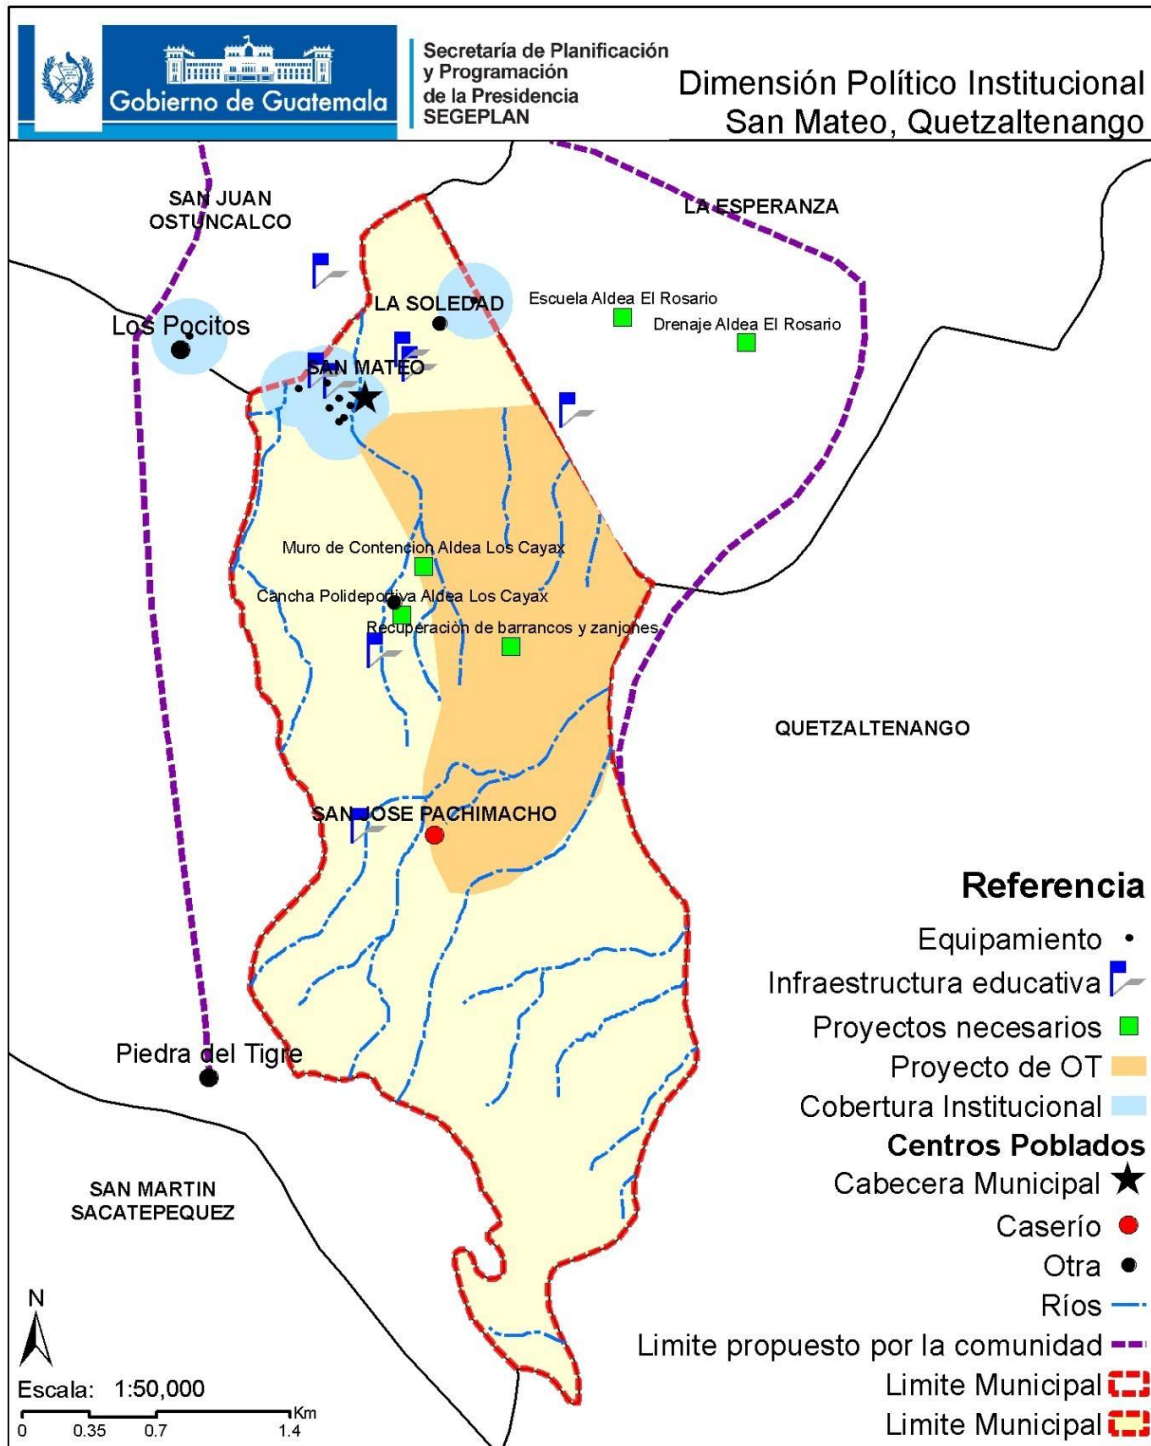 Gobierno de Guatemala
Secretaría de Planificación
y Programación
de la Presidencia
SEGEPLAN
Dimensión Político Institucional
San Mateo, Quetzaltenango
SAN JUAN
OSTUNCALCO
LA ESPERANZA
Escuela Aldea El Rosario
LA SOLEDAD
Los Pocitos
Drenaje Aldea El Rosario
SAN MATEO
Muro de Contencion Aldea Los Cayax
Cancha Polideportiva Aldea Los Cayax
Recuperación de barrancos y zanjones
QUETZALTENANGO
SAN JOSE PACHIMACHO
Piedra del Tigre
SAN MARTIN
SACATEPEQUEZ
Referencia
Equipamiento
Infraestructura educativa
Proyectos necesarios
Proyecto de OT
Cobertura Institucional
Centros Poblados
Cabecera Municipal
Caserío
Otra
Ríos
Limite propuesto por la comunidad
Limite Municipal
Limite Municipal
N
Escala: 1:50,000
Km
0 0.35 0.7 1.4